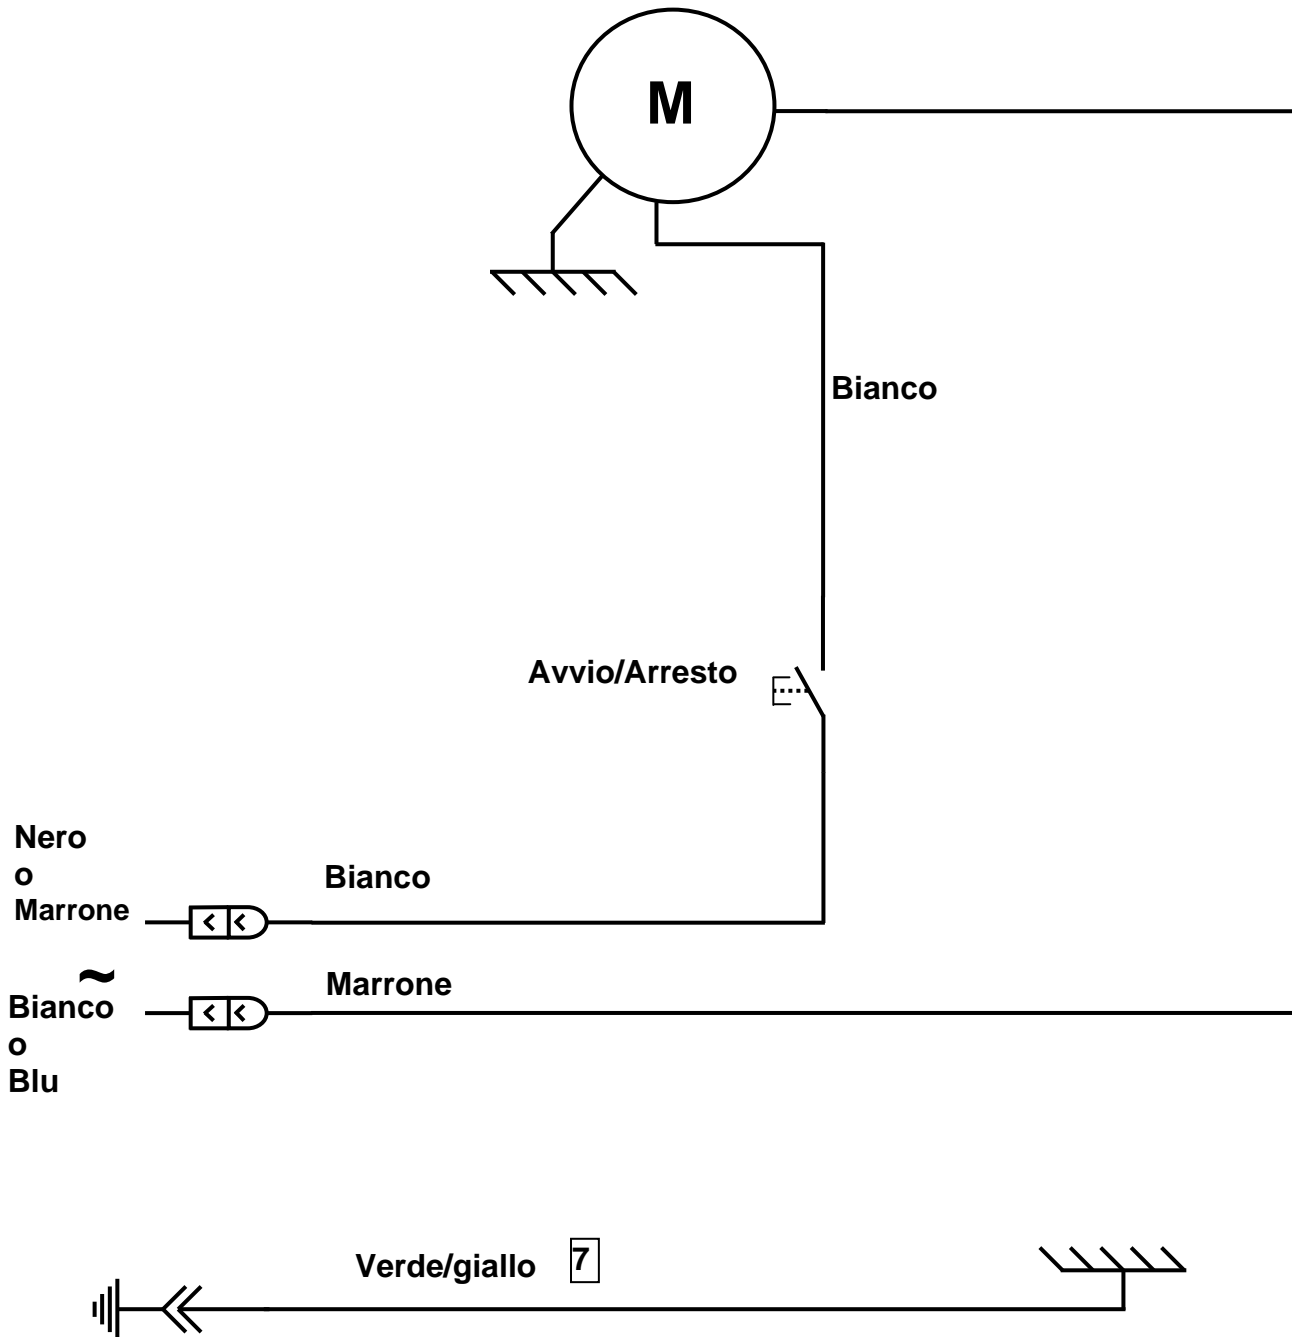 M
Bianco
Avvio/Arresto
Nero
o
Marrone
Bianco
~
Marrone
Bianco
o
Blu
Verde/giallo
7